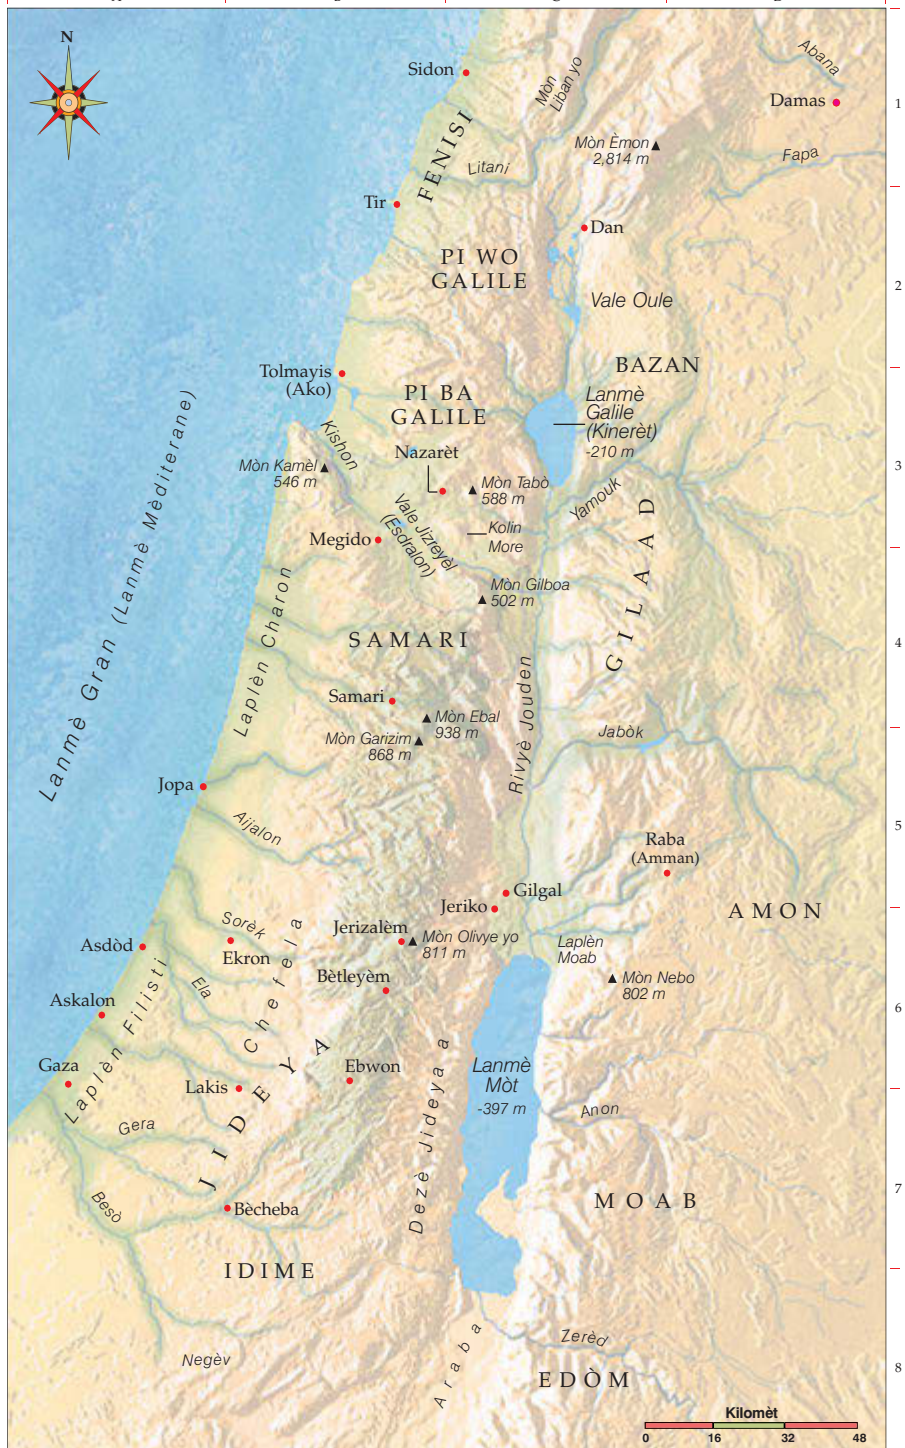 N
Sidon
Mòn
Liban yo
Abana
Damas
1
Mòn Èmon
2,814 m
Fapa
FENISI
Litani
Tir
Dan
PI WO
GALILE
2
Vale Oule
BAZAN
Tolmayis
(Ako)
PI BA
GALILE
Lanmè
Galile
(Kinerèt)
-210 m
Kishon
Nazarèt
3
Mòn Kamèl
546 m
Mòn Tabò
588 m
Yamouk
Vale Jizreyèl
(Esdralon)
Kolin
More
Megido
GILAAD
Mòn Gilboa
502 m
Lanmè Gran (Lanmè Mèditerane)
Laplèn Charon
SAMARI
4
Samari
Mòn Ebal
938 m
Mòn Garizim
868 m
Rivyè Jouden
Jabòk
Jopa
5
Aijalon
Raba
(Amman)
Gilgal
Jeriko
AMON
Sorèk
Jerizalèm
Mòn Olivye yo
811 m
Laplèn
Moab
Asdòd
Ekron
Chefela
Bètleyèm
Mòn Nebo
802 m
Ela
Askalon
Laplèn Filisti
6
Gaza
Lakis
Ebwon
Lanmè
Mòt
-397 m
JIDEYA
Dezè Jideya a
Anon
Gera
Besò
Bècheba
MOAB
7
IDIME
Negèv
Araba
Zerèd
EDÒM
8
Kilomèt
0 16 32 48